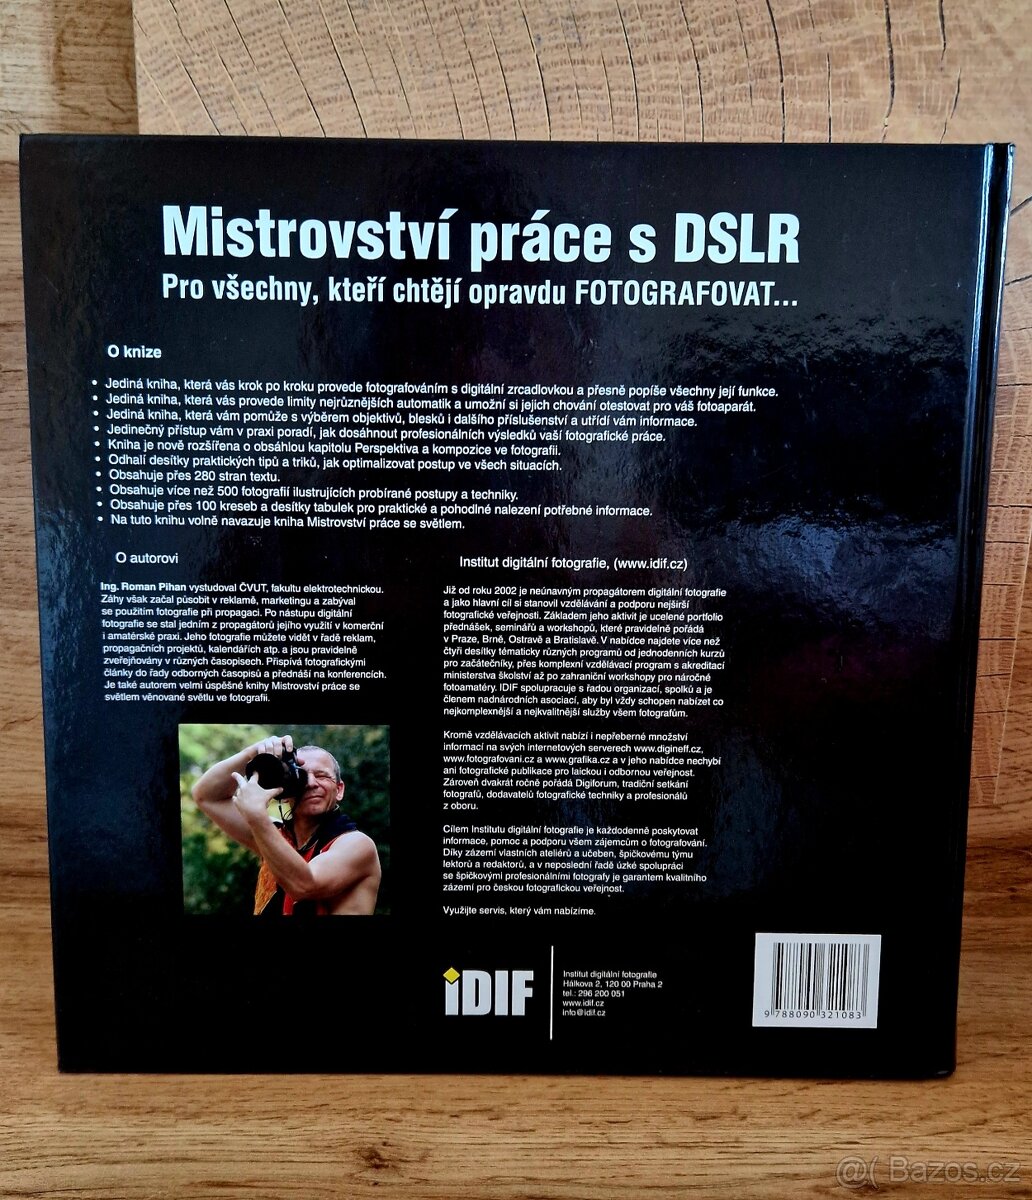 Mistrovství práce s DSLR
Pro všechny, kteří chtějí opravdu FOTOGRAFOVAT...
O knize
• Jediná kniha, která vás krok po kroku provede fotografováním s digitální zrcadlovkou a přesně popíše všechny její funkce.
• Jediná kniha, která vás provede limity nejrůznějších automatik a umožní si jejich chování otestovat pro váš fotoaparát.
• Jediná kniha, která vám pomůže s výběrem objektivů, blesků i dalšího příslušenství a utřídí vám informace.
• Jedinečný přístup vám v praxi poradí, jak dosáhnout profesionálních výsledků vaší fotografické práce.
• Kniha je nově rozšířena o obsáhlou kapitolu Perspektiva a kompozice ve fotografii.
• Odhalí desítky praktických tipů a triků, jak optimalizovat postup ve všech situacích.
• Obsahuje přes 280 stran textu.
• Obsahuje více než 500 fotografií ilustrujících probírané postupy a techniky.
• Obsahuje přes 100 kreseb a desítky tabulek pro praktické a pohodlné nalezení potřebné informace.
• Na tuto knihu volně navazuje kniha Mistrovství práce se světlem.
O autorovi
Ing. Roman Pihan vystudoval ČVUT, fakultu elektrotechnickou.
Záhy však začal působit v reklamě, marketingu a zabýval
se použitím fotografie při propagaci. Po nástupu digitální
fotografie se stal jedním z propagátorů jejího využití v komerční
i amatérské praxi. Jeho fotografie můžete vidět v řadě reklam,
propagačních projektů, kalendářích atp. a jsou pravidelně
zveřejňovány v různých časopisech. Přispívá fotografickými
články do řady odborných časopisů a přednáší na konferencích.
Je také autorem velmi úspěšné knihy Mistrovství práce se
světlem věnované světlu ve fotografii.
Institut digitální fotografie, (www.idif.cz)
Již od roku 2002 je neúnavným propagátorem digitální fotografie
a jako hlavní cíl si stanovil vzdělávání a podporu nejširší
fotografické veřejnosti. Základem jeho aktivit je ucelené portfolio
přednášek, seminářů a workshopů, které pravidelně pořádá
v Praze, Brně, Ostravě a Bratislavě. V nabídce najdete více než
čtyři desítky tématicky různých programů od jednodenních kurzů
pro začátečníky, přes komplexní vzdělávací program s akreditací
ministerstva školství až po zahraniční workshopy pro náročné
fotoamatéry. IDIF spolupracuje s řadou organizací, spolků a je
členem nadnárodních asociací, aby byl vždy schopen nabízet co
nejkomplexnější a nejkvalitnější služby všem fotografům.
Kromě vzdělávacích aktivit nabízí i nepřeberné množství
informací na svých internetových serverech www.digineff.cz,
www.fotografovani.cz a www.grafika.cz a v jeho nabídce nechybí
ani fotografické publikace pro laickou i odbornou veřejnost.
Zároveň dvakrát ročně pořádá Digiforum, tradiční setkání
fotografů, dodavatelů fotografické techniky a profesionálů
z oboru.
Cílem Institutu digitální fotografie je každodenně poskytovat
informace, pomoc a podporu všem zájemcům o fotografování.
Díky zázemí vlastních ateliérů a učeben, špičkovému týmu
lektorů a redaktorů, a v neposlední řadě úzké spolupráci
se špičkovými profesionálními fotografy je garantem kvalitního
zázemí pro českou fotografickou veřejnost.
Využijte servis, který vám nabízíme.
iDIF
Institut digitální fotografie
Hálkova 2, 120 00 Praha 2
tel.: 296 200 051
www.idif.cz
info@idif.cz
9 788090 321083
@( Bazos.cz